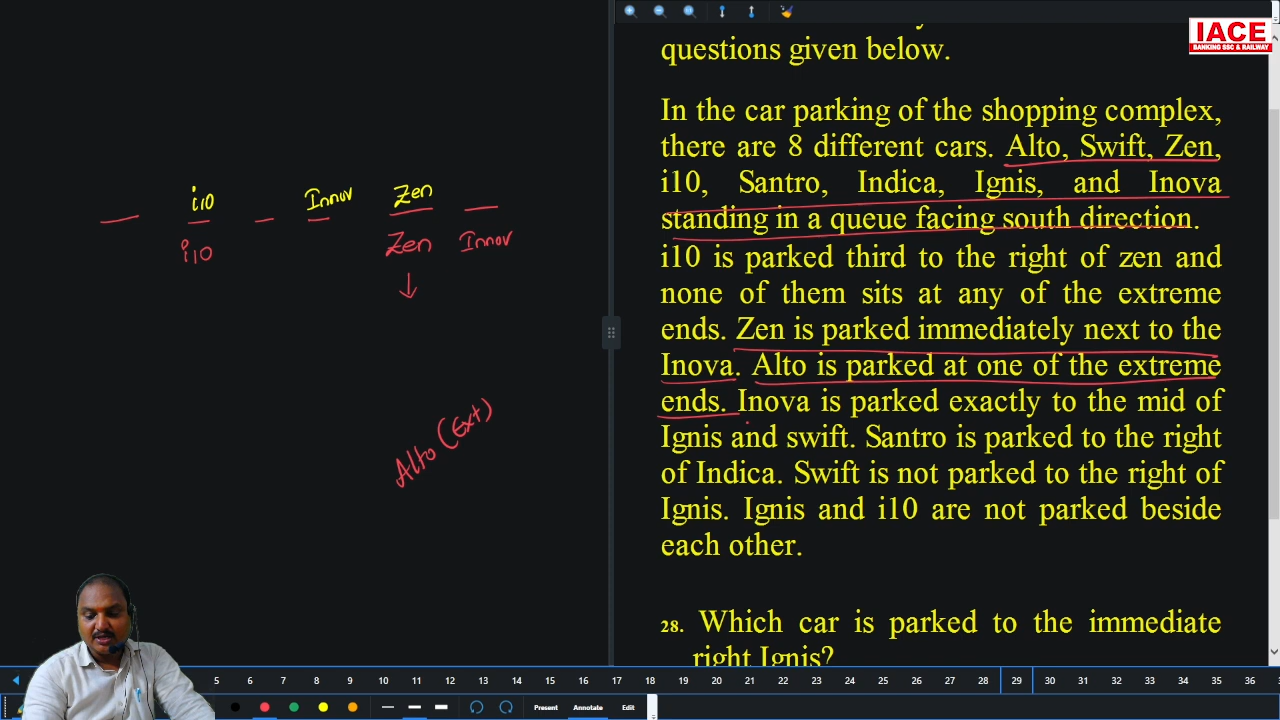 IACE
BANKING SSC & RAILWAY
questions given below.
In the car parking of the shopping complex,
there are 8 different cars. Alto, Swift, Zen,
i10, Santro, Indica, Ignis, and Inova
standing in a queue facing south direction.
i10 is parked third to the right of zen and
none of them sits at any of the extreme
ends. Zen is parked immediately next to the
Inova. Alto is parked at one of the extreme
ends. Inova is parked exactly to the mid of
Ignis and swift. Santro is parked to the right
of Indica. Swift is not parked to the right of
Ignis. Ignis and i10 are not parked beside
each other.
28. Which car is parked to the immediate
right Ignis?
i10 Innov Zen
i10 Zen Innov
Alto (Ext)
5 6 7 8 9 10 11 12 13 14 15 16 17 18 19 20 21 22 23 24 25 26 27 28 29 30 31 32 33 34 35 36
Present Annotate Edit